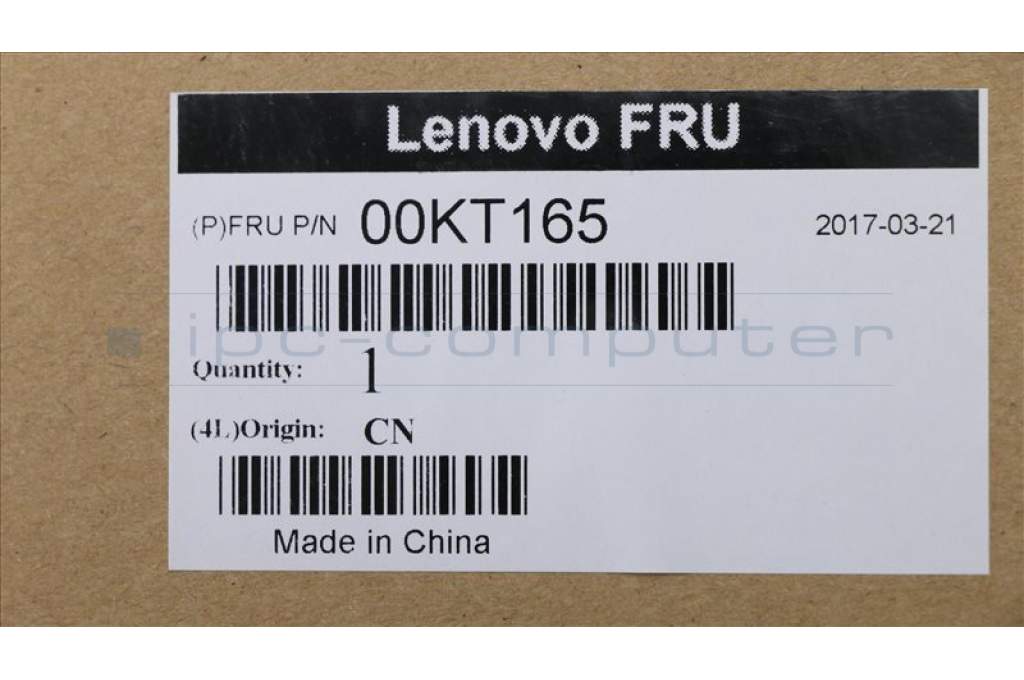 Lenovo FRU
(P)FRU P/N 00KT165 2017-03-21
ipc-computer
Quantity: 1
(4L)Origin: CN
Made in China